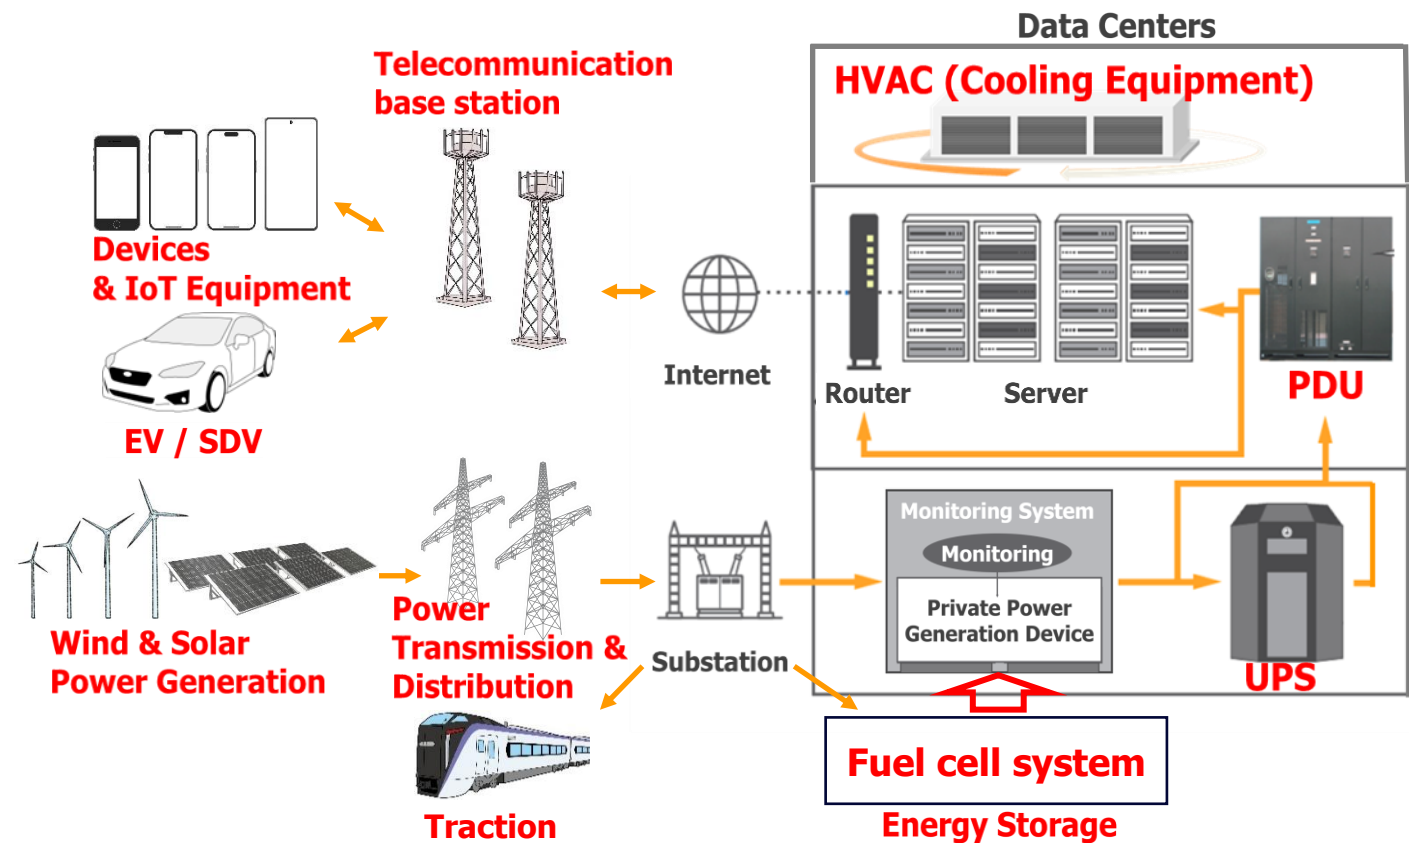 Data Centers
HVAC (Cooling Equipment)
Telecommunication
base station
Devices
& IoT Equipment
EV / SDV
Internet
Router
Server
PDU
Wind & Solar
Power Generation
Power
Transmission &
Distribution
Substation
Monitoring System
Monitoring
Private Power
Generation Device
UPS
Traction
Fuel cell system
Energy Storage